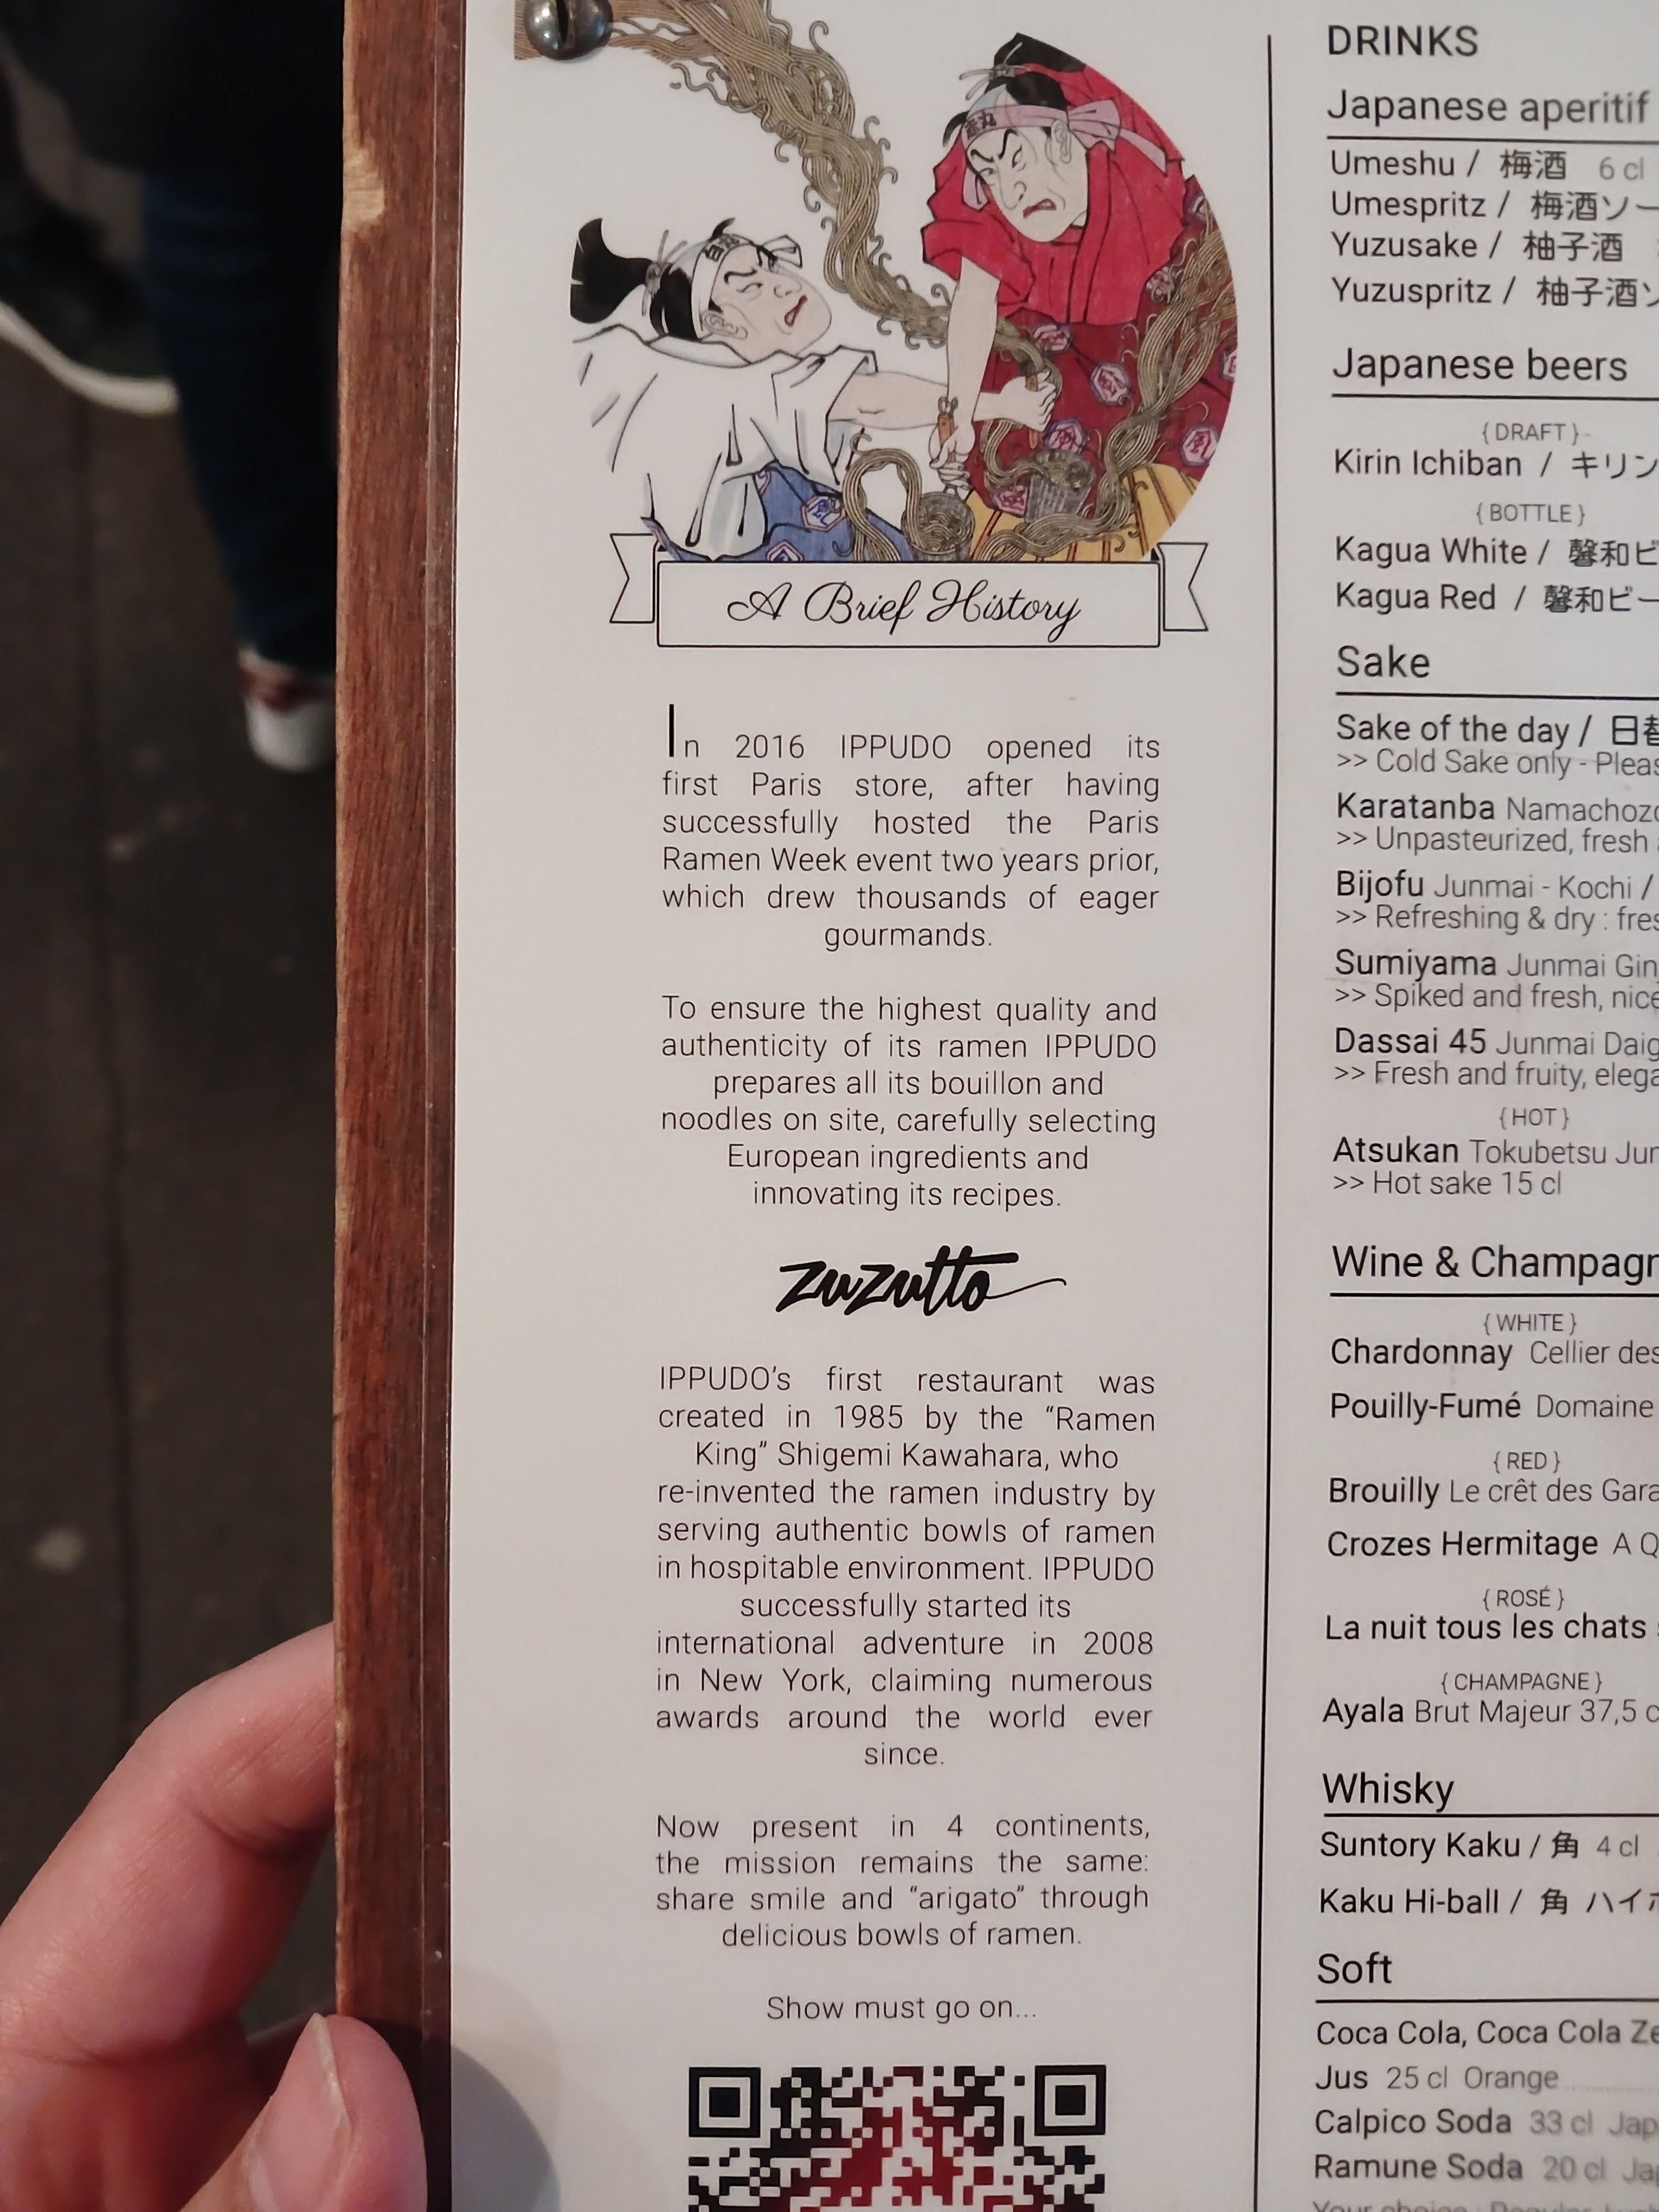 A Brief History
In 2016 IPPUDO opened its
first Paris store, after having
successfully hosted the Paris
Ramen Week event two years prior,
which drew thousands of eager
gourmands.
To ensure the highest quality and
authenticity of its ramen IPPUDO
prepares all its bouillon and
noodles on site, carefully selecting
European ingredients and
innovating its recipes.
zuzutto
IPPUDO's first restaurant was
created in 1985 by the “Ramen
King” Shigemi Kawahara, who
re-invented the ramen industry by
serving authentic bowls of ramen
in hospitable environment. IPPUDO
successfully started its
international adventure in 2008
in New York, claiming numerous
awards around the world ever
since.
Now present in 4 continents,
the mission remains the same:
share smile and “arigato” through
delicious bowls of ramen.
Show must go on...
DRINKS
Japanese aperitif
Umeshu / 梅酒 6 cl
Umespritz / 梅酒ソー
Yuzusake / 柚子酒
Yuzuspritz / 柚子酒ソ
Japanese beers
{ DRAFT }
Kirin Ichiban / キリン
{ BOTTLE }
Kagua White / 馨和ビ
Kagua Red / 馨和ビー
Sake
Sake of the day / 日替
>> Cold Sake only - Pleas
Karatanba Namachozo
>> Unpasteurized, fresh
Bijofu Junmai - Kochi /
>> Refreshing & dry : fres
Sumiyama Junmai Gin
>> Spiked and fresh, nice
Dassai 45 Junmai Daig
>> Fresh and fruity, elega
{ HOT }
Atsukan Tokubetsu Jun
>> Hot sake 15 cl
Wine & Champagn
{ WHITE }
Chardonnay Cellier des
Pouilly-Fumé Domaine
{ RED }
Brouilly Le crêt des Gara
Crozes Hermitage A Q
{ ROSÉ }
La nuit tous les chats
{ CHAMPAGNE }
Ayala Brut Majeur 37,5 c
Whisky
Suntory Kaku / 角 4 cl
Kaku Hi-ball / 角 ハイボ
Soft
Coca Cola, Coca Cola Ze
Jus 25 cl Orange
Calpico Soda 33 cl Jap
Ramune Soda 20 cl Ja